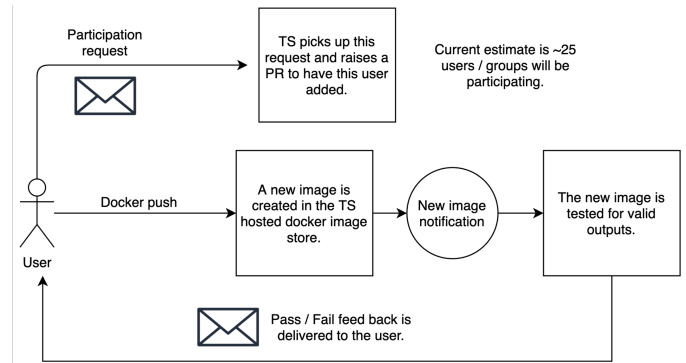 Participation
request
TS picks up this
request and raises a
PR to have this user
added.
Current estimate is ~25
users / groups will be
participating.
User
Docker push
A new image is
created in the TS
hosted docker image
store.
New image
notification
The new image is
tested for valid
outputs.
Pass / Fail feed back is
delivered to the user.